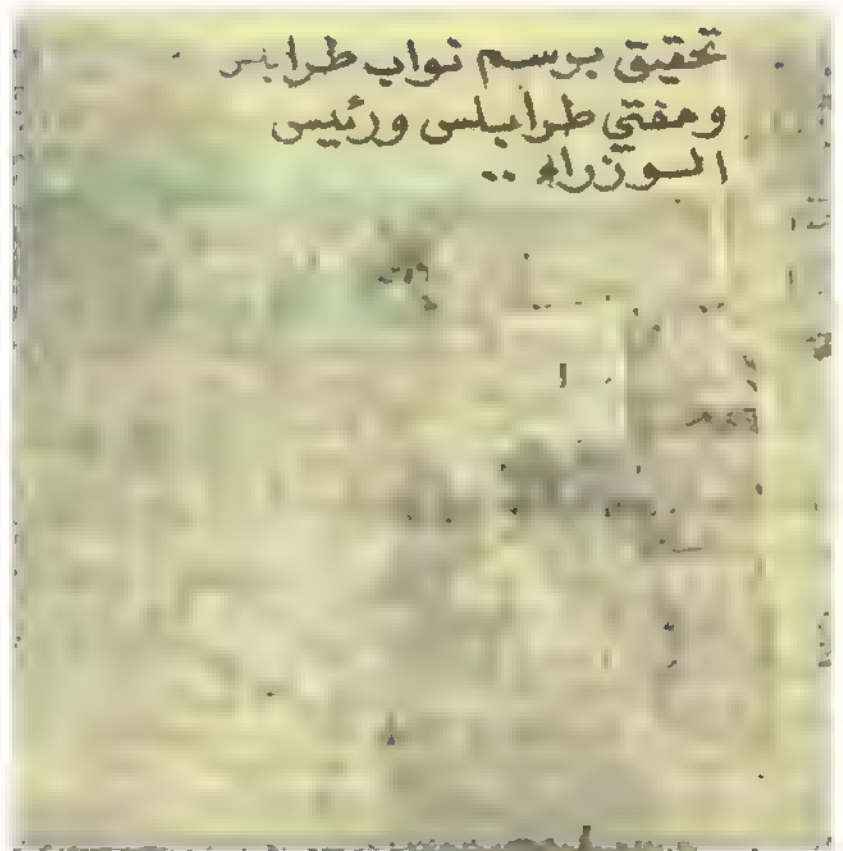 تحقيق برسم نواب طرابلس
ومفتي طرابلس ورئيس
الوزراء ..